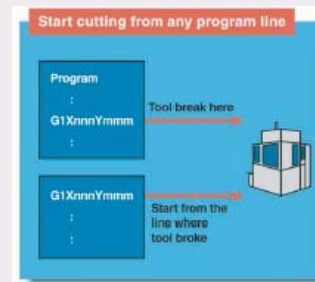 Start cutting from any program line
Program
:
G1XnnnYmmm
:
Tool break here
G1XnnnYmmm
:
:
Start from the
line where
tool broke